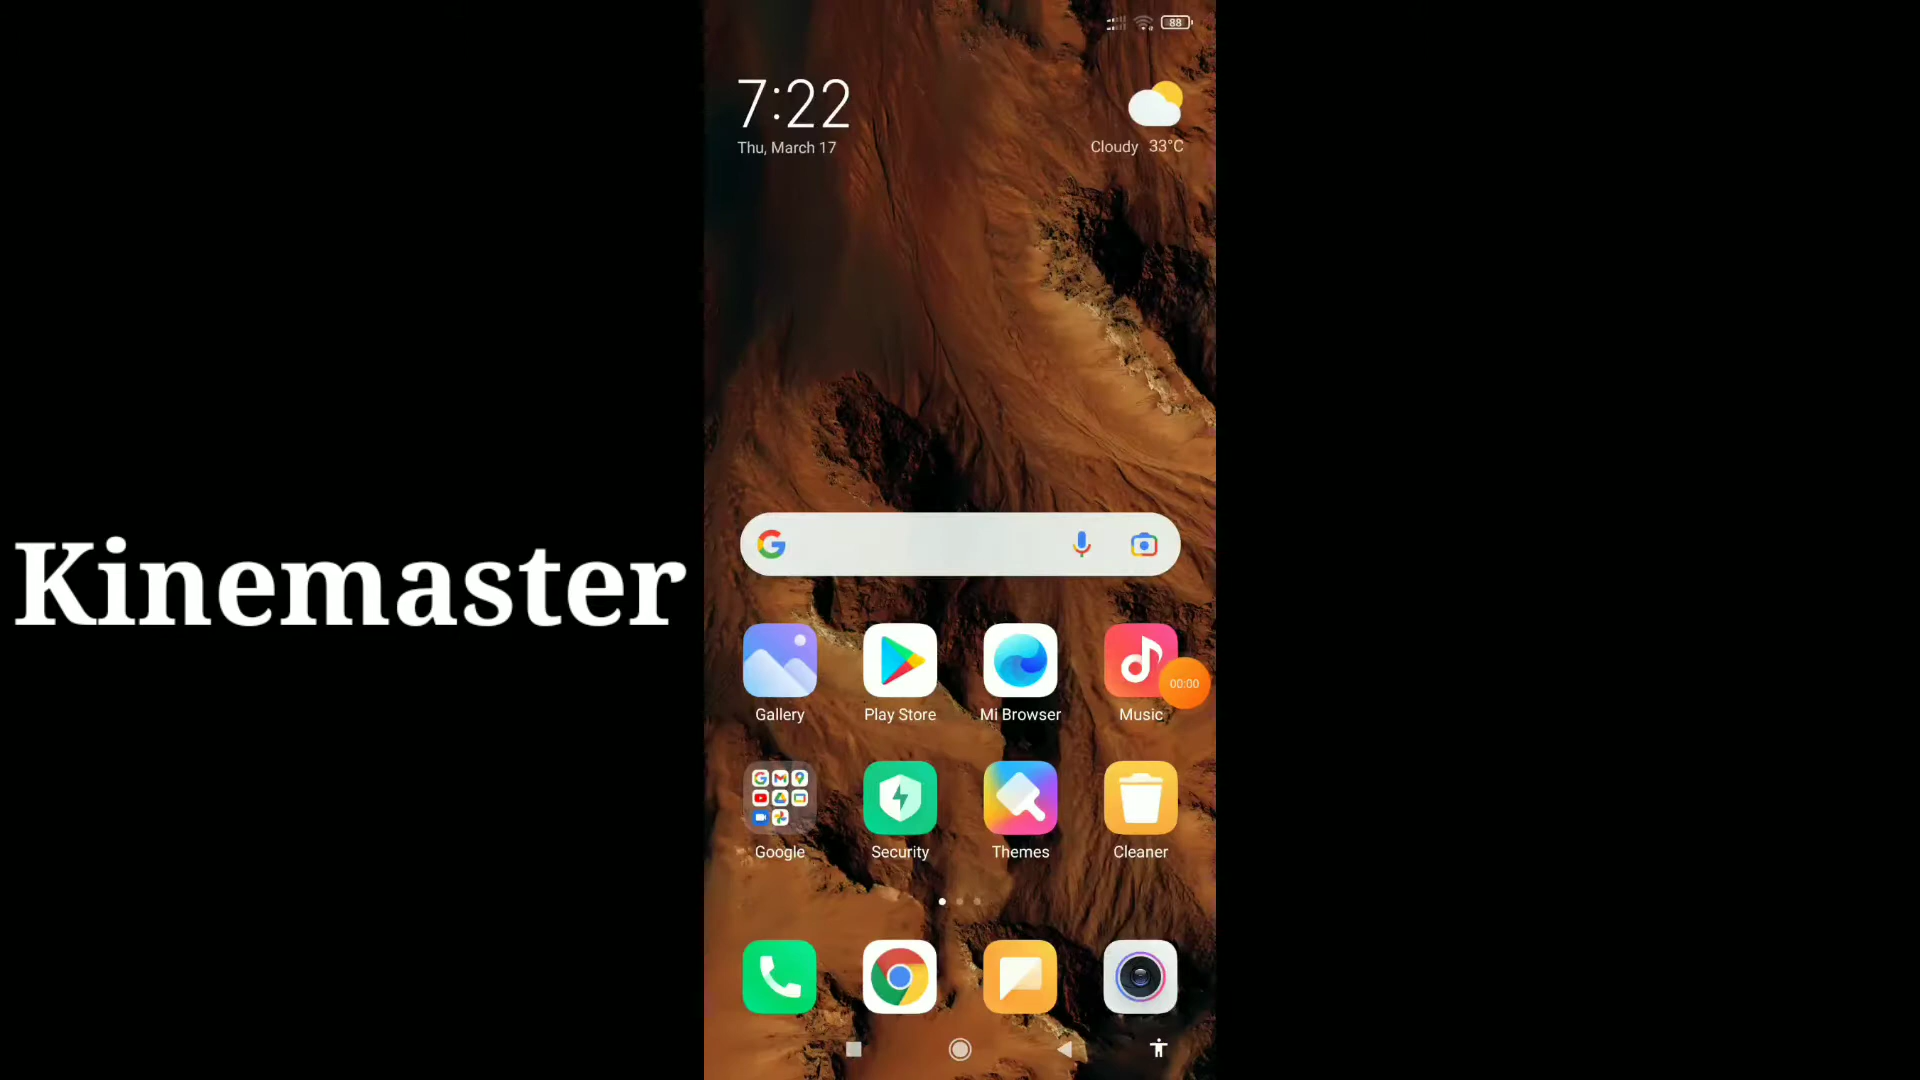 88
7:22
Thu, March 17
Cloudy 33°C
Kinemaster
Gallery
Play Store
Mi Browser
Music
00:00
Google
Security
Themes
Cleaner